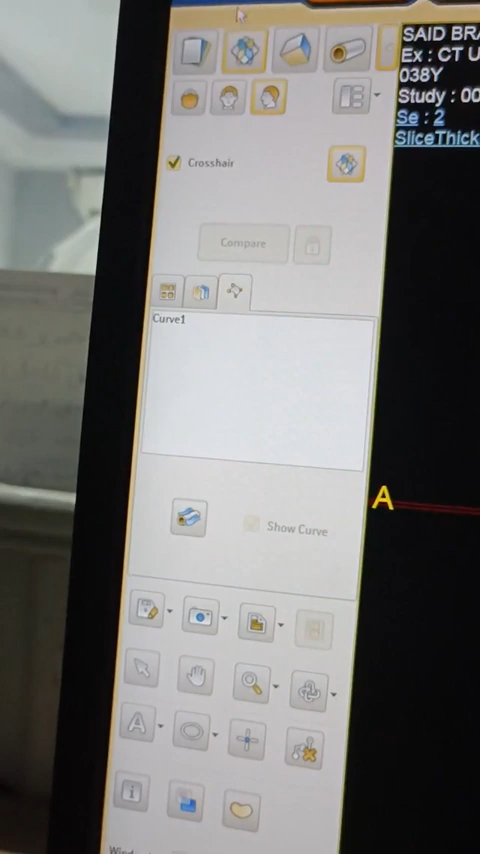 SAID BRA
Ex : CT U
038Y
Study : 00
Se : 2
SliceThick
Crosshair
Compare
Curve1
A
Show Curve
A
i